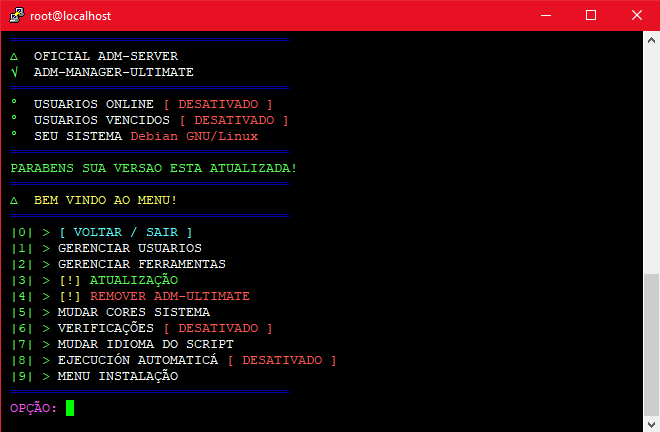 root@localhost
∆ OFICIAL ADM-SERVER
√ ADM-MANAGER-ULTIMATE
° USUARIOS ONLINE [ DESATIVADO ]
° USUARIOS VENCIDOS [ DESATIVADO ]
° SEU SISTEMA Debian GNU/Linux
PARABENS SUA VERSAO ESTA ATUALIZADA!
∆ BEM VINDO AO MENU!
|0| > [ VOLTAR / SAIR ]
|1| > GERENCIAR USUARIOS
|2| > GERENCIAR FERRAMENTAS
|3| > [!] ATUALIZAÇÃO
|4| > [!] REMOVER ADM-ULTIMATE
|5| > MUDAR CORES SISTEMA
|6| > VERIFICAÇÕES [ DESATIVADO ]
|7| > MUDAR IDIOMA DO SCRIPT
|8| > EJECUCIÓN AUTOMATICÁ [ DESATIVADO ]
|9| > MENU INSTALAÇÃO
OPÇÃO: